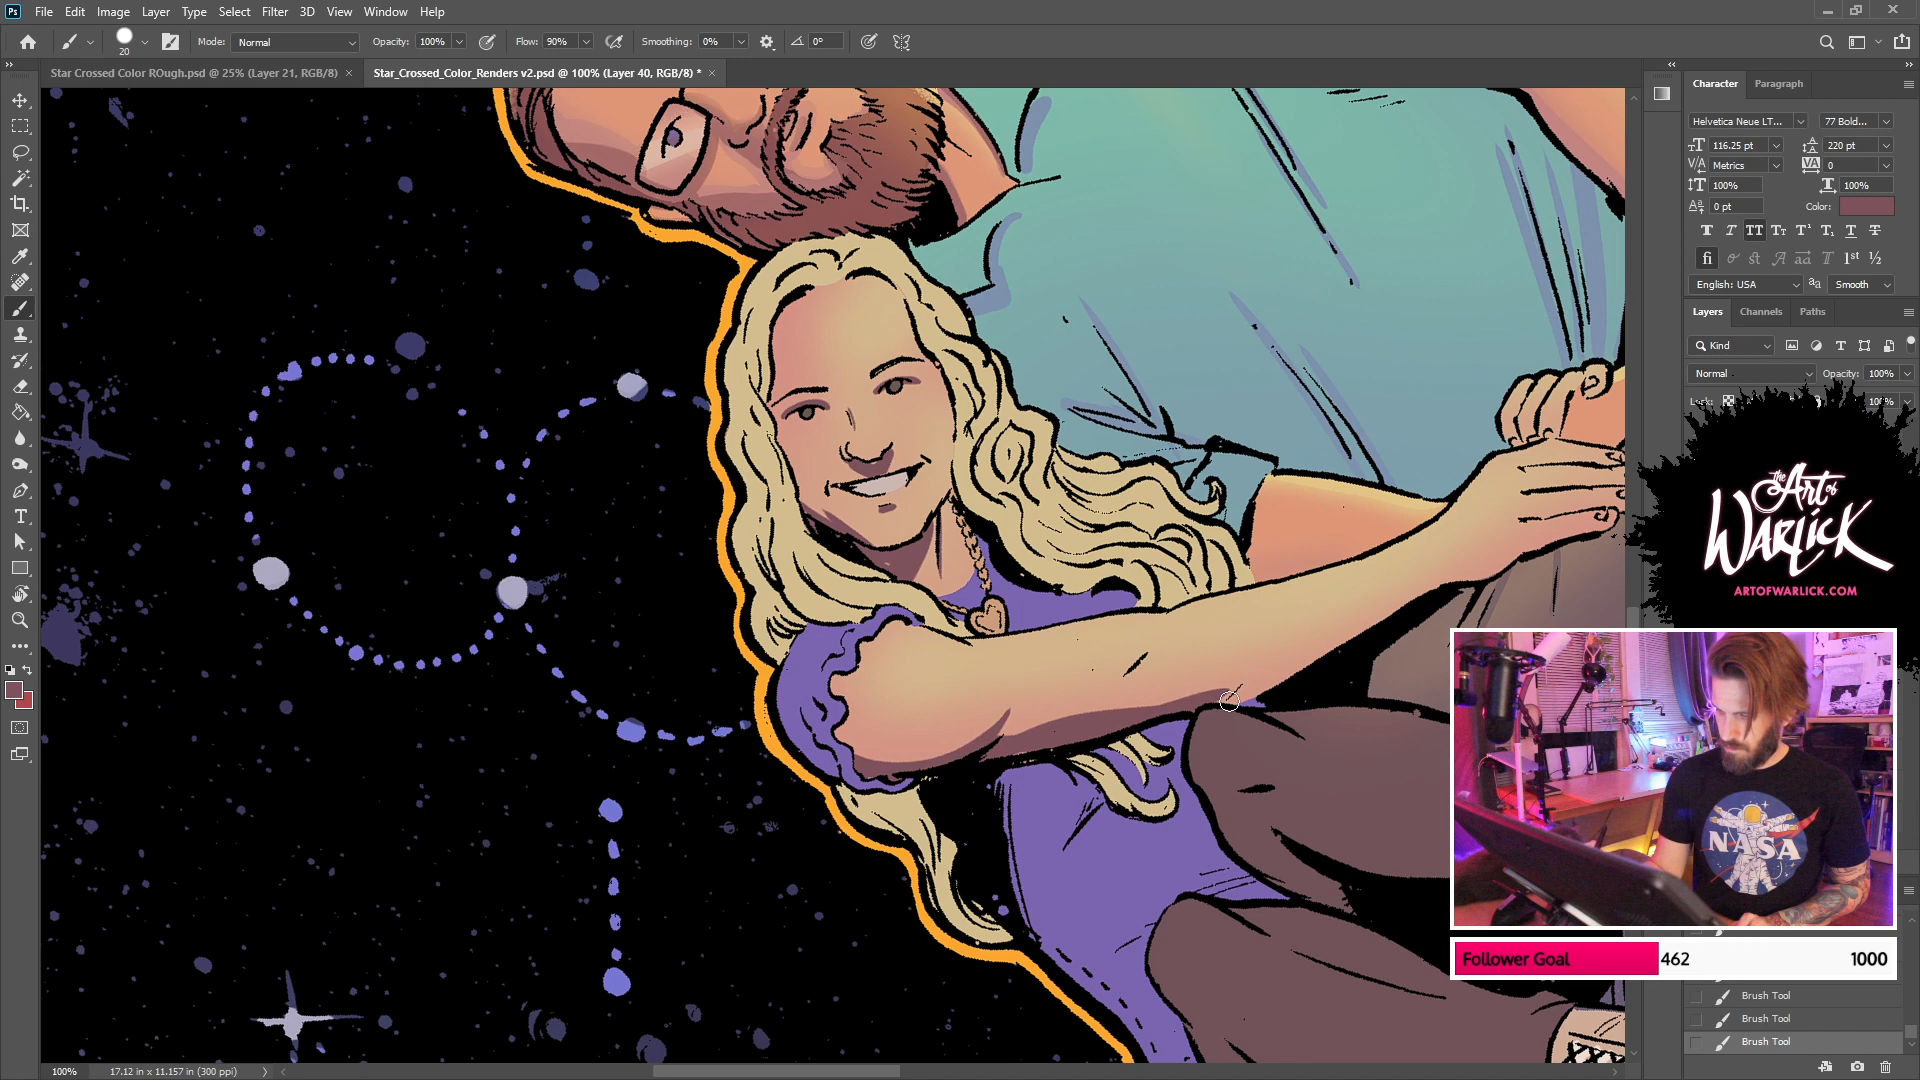 Ps File Edit Image Layer Type Select Filter 3D View Window Help
20 Mode: Normal Opacity: 100% Flow: 90% Smoothing: 0% 0°
Star Crossed Color ROugh.psd @ 25% (Layer 21, RGB/8) × Star_Crossed_Color_Renders v2.psd @ 100% (Layer 40, RGB/8) * ×
Character Paragraph
Helvetica Neue LT... 77 Bold...
116.25 pt 220 pt
Metrics 0
100% 100%
0 pt Color:
English: USA Smooth
Layers Channels Paths
Kind
Normal Opacity: 100%
100%
the Art of
Warlick
ARTOFWARLICK.COM
NASA
Follower Goal 462 1000
Brush Tool
Brush Tool
Brush Tool
100% 17.12 in x 11.157 in (300 ppi)